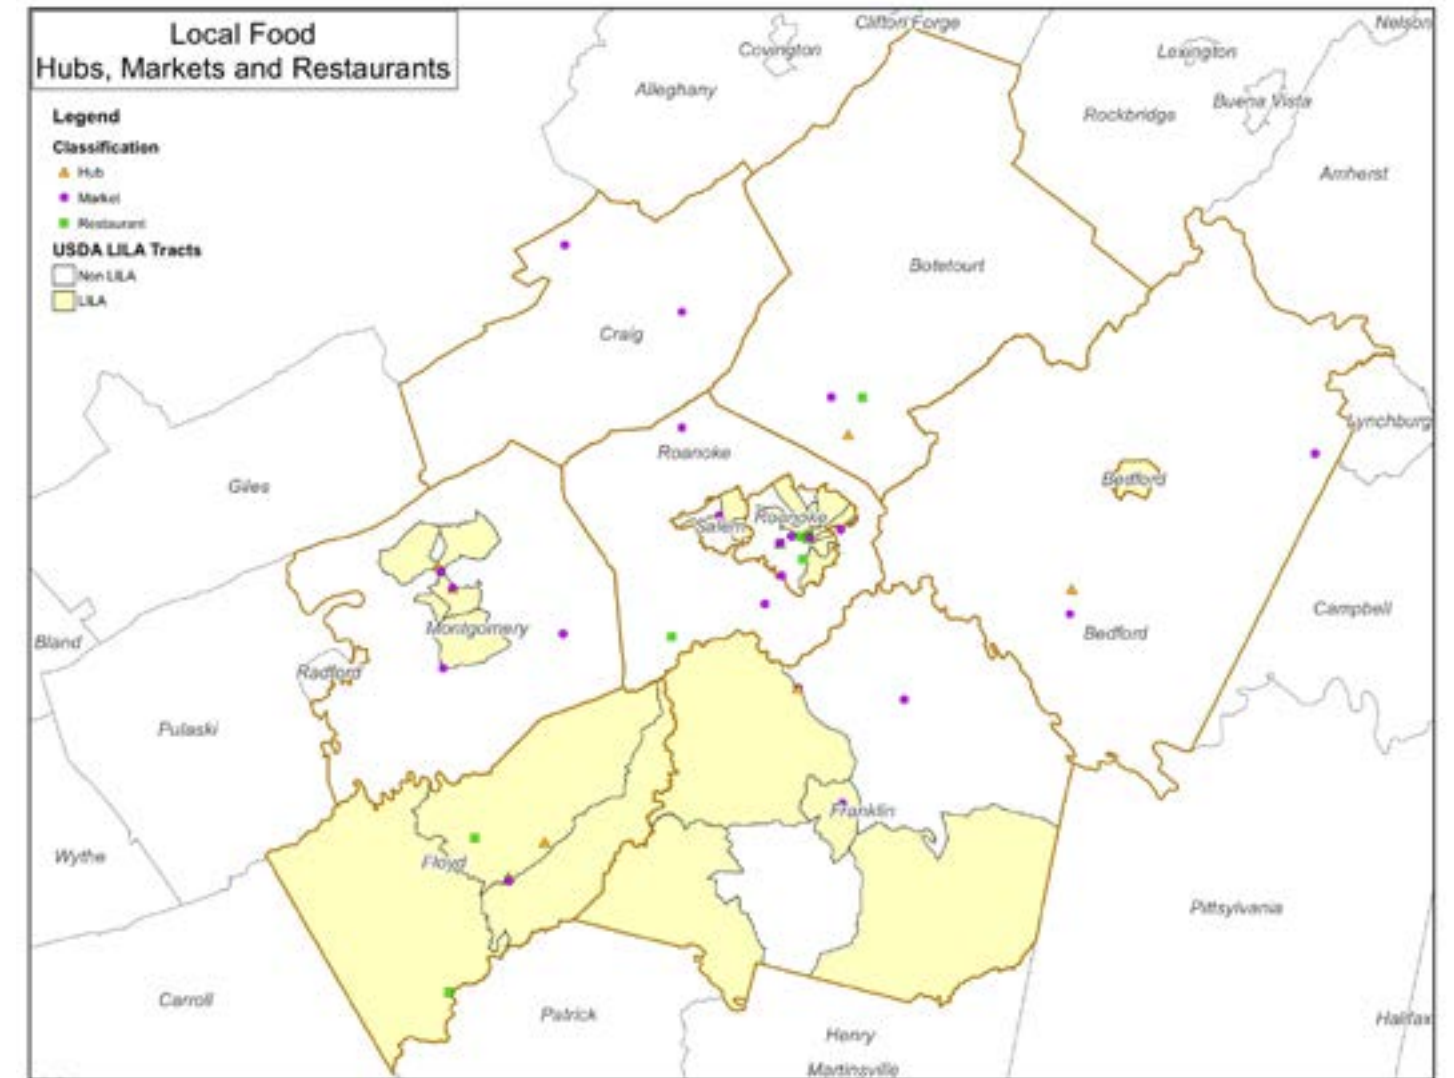 Local Food
Hubs, Markets and Restaurants
Legend
Classification
Hub
Market
Restaurant
USDA LILA Tracts
Non LILA
LILA
Clifton Forge
Nelson
Covington
Lexington
Alleghany
Buena Vista
Rockbridge
Amherst
Botetourt
Craig
Lynchburg
Roanoke
Bedford
Giles
Roanoke
Salem
Campbell
Montgomery
Bedford
Bland
Radford
Pulaski
Franklin
Wythe
Floyd
Pittsylvania
Carroll
Patrick
Halifax
Henry
Martinsville